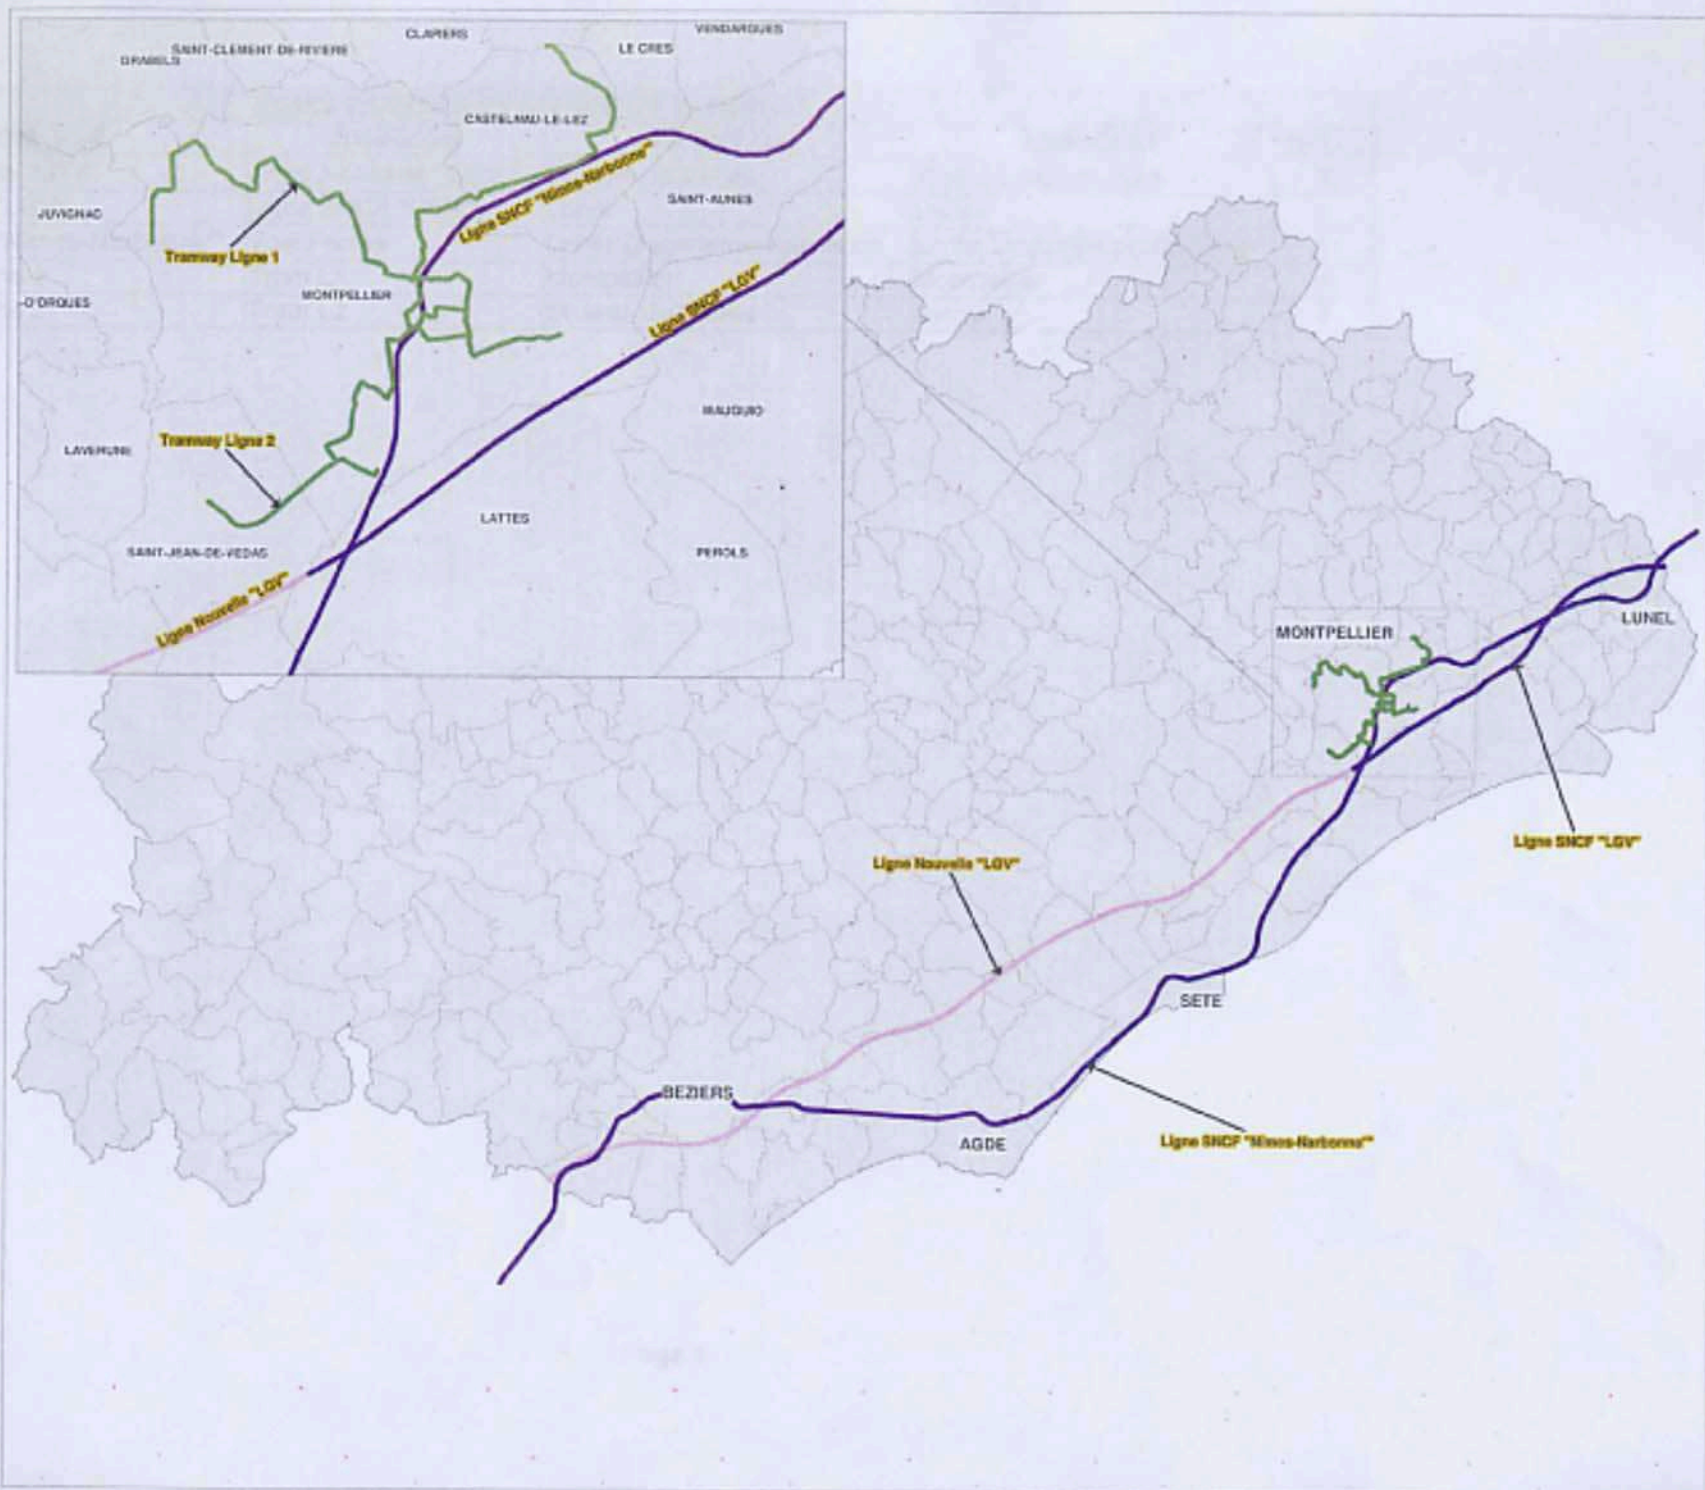 CLAPIERS
VENDARGUES
SAINT-CLEMENT-DE-RIVIERE
LE CRES
GRABELS
CASTELNAU-LE-LEZ
Ligne SNCF "Nimes-Narbonne"
SAINT-AUNES
JUVIGNAC
Tramway Ligne 1
-D'ORQUES
MONTPELLIER
Ligne SNCF "LGV"
MAUGUIO
Tramway Ligne 2
LAVERUNE
LATTES
SAINT-JEAN-DE-VEDAS
PEROLS
Ligne Nouvelle "LGV"
MONTPELLIER
LUNEL
Ligne SNCF "LGV"
Ligne Nouvelle "LGV"
SETE
BEZIERS
AGDE
Ligne SNCF "Nimes-Narbonne"